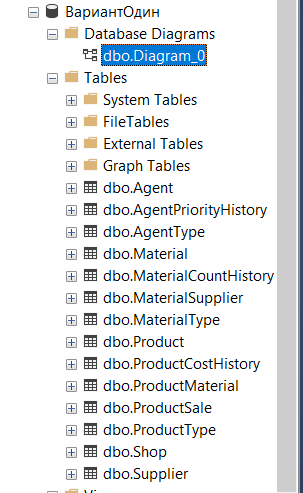 ВариантОдин
Database Diagrams
dbo.Diagram_0
Tables
System Tables
FileTables
External Tables
Graph Tables
dbo.Agent
dbo.AgentPriorityHistory
dbo.AgentType
dbo.Material
dbo.MaterialCountHistory
dbo.MaterialSupplier
dbo.MaterialType
dbo.Product
dbo.ProductCostHistory
dbo.ProductMaterial
dbo.ProductSale
dbo.ProductType
dbo.Shop
dbo.Supplier